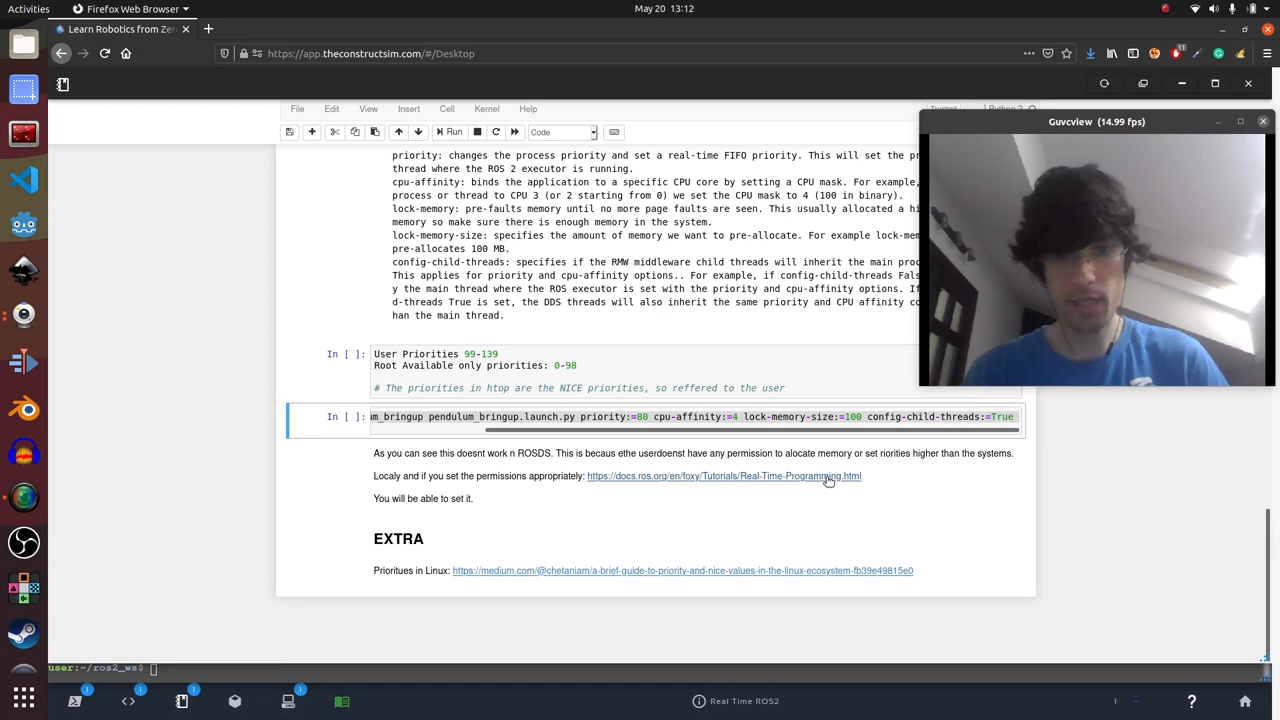 Activities
Firefox Web Browser
May 20 13:12
Learn Robotics from Zero
https://app.theconstructsim.com/#/Desktop
11
File Edit View Insert Cell Kernel Help
Run
Code
Guvcview (14.99 fps)
priority: changes the process priority and set a real-time FIFO priority. This will set the
thread where the ROS 2 executor is running.
cpu-affinity: binds the application to a specific CPU core by setting a CPU mask. For example,
process or thread to CPU 3 (or 2 starting from 0) we set the CPU mask to 4 (100 in binary).
lock-memory: pre-faults memory until no more page faults are seen. This usually allocated a
memory so make sure there is enough memory in the system.
lock-memory-size: specifies the amount of memory we want to pre-allocate. For example
pre-allocates 100 MB.
config-child-threads: specifies if the RMW middleware child threads will inherit the main
This applies for priority and cpu-affinity options.. For example, if config-child-threads
y the main thread where the ROS executor is set with the priority and cpu-affinity options.
d-threads True is set, the DDS threads will also inherit the same priority and CPU affinity
han the main thread.
In [ ]:
User Priorities 99-139
Root Available only priorities: 0-98
# The priorities in htop are the NICE priorities, so reffered to the user
In [ ]:
um_bringup pendulum_bringup.launch.py priority:=80 cpu-affinity:=4 lock-memory-size:=100 config-child-threads:=True
As you can see this doesnt work n ROSDS. This is becaus ethe userdoenst have any permission to alocate memory or set riorities higher than the systems.
Localy and if you set the permissions appropriately: https://docs.ros.org/en/foxy/Tutorials/Real-Time-Programming.html
You will be able to set it.
EXTRA
Prioritues in Linux: https://medium.com/@chetaniam/a-brief-guide-to-priority-and-nice-values-in-the-linux-ecosystem-fb39e49815e0
user:~/ros2_ws$
1
1
1
1
Real Time ROS2